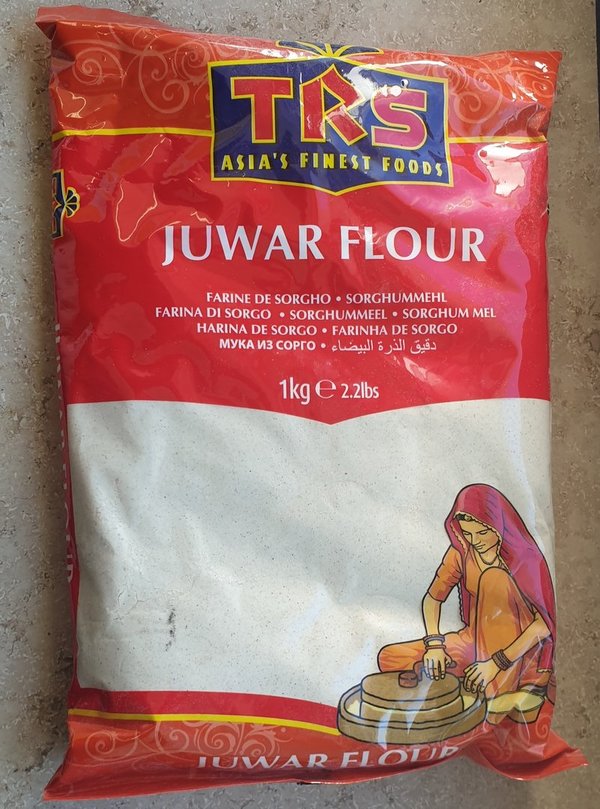 TRS
ASIA'S FINEST FOODS
JUWAR FLOUR
FARINE DE SORGHO • SORGHUMMEHL
FARINA DI SORGO • SORGHUMMEEL • SORGHUM MEL
HARINA DE SORGO • FARINHA DE SORGO
МУКА ИЗ СОРГО • دقيق الذرة البيضاء
1kg ℮ 2.2lbs
JUWAR FLOUR